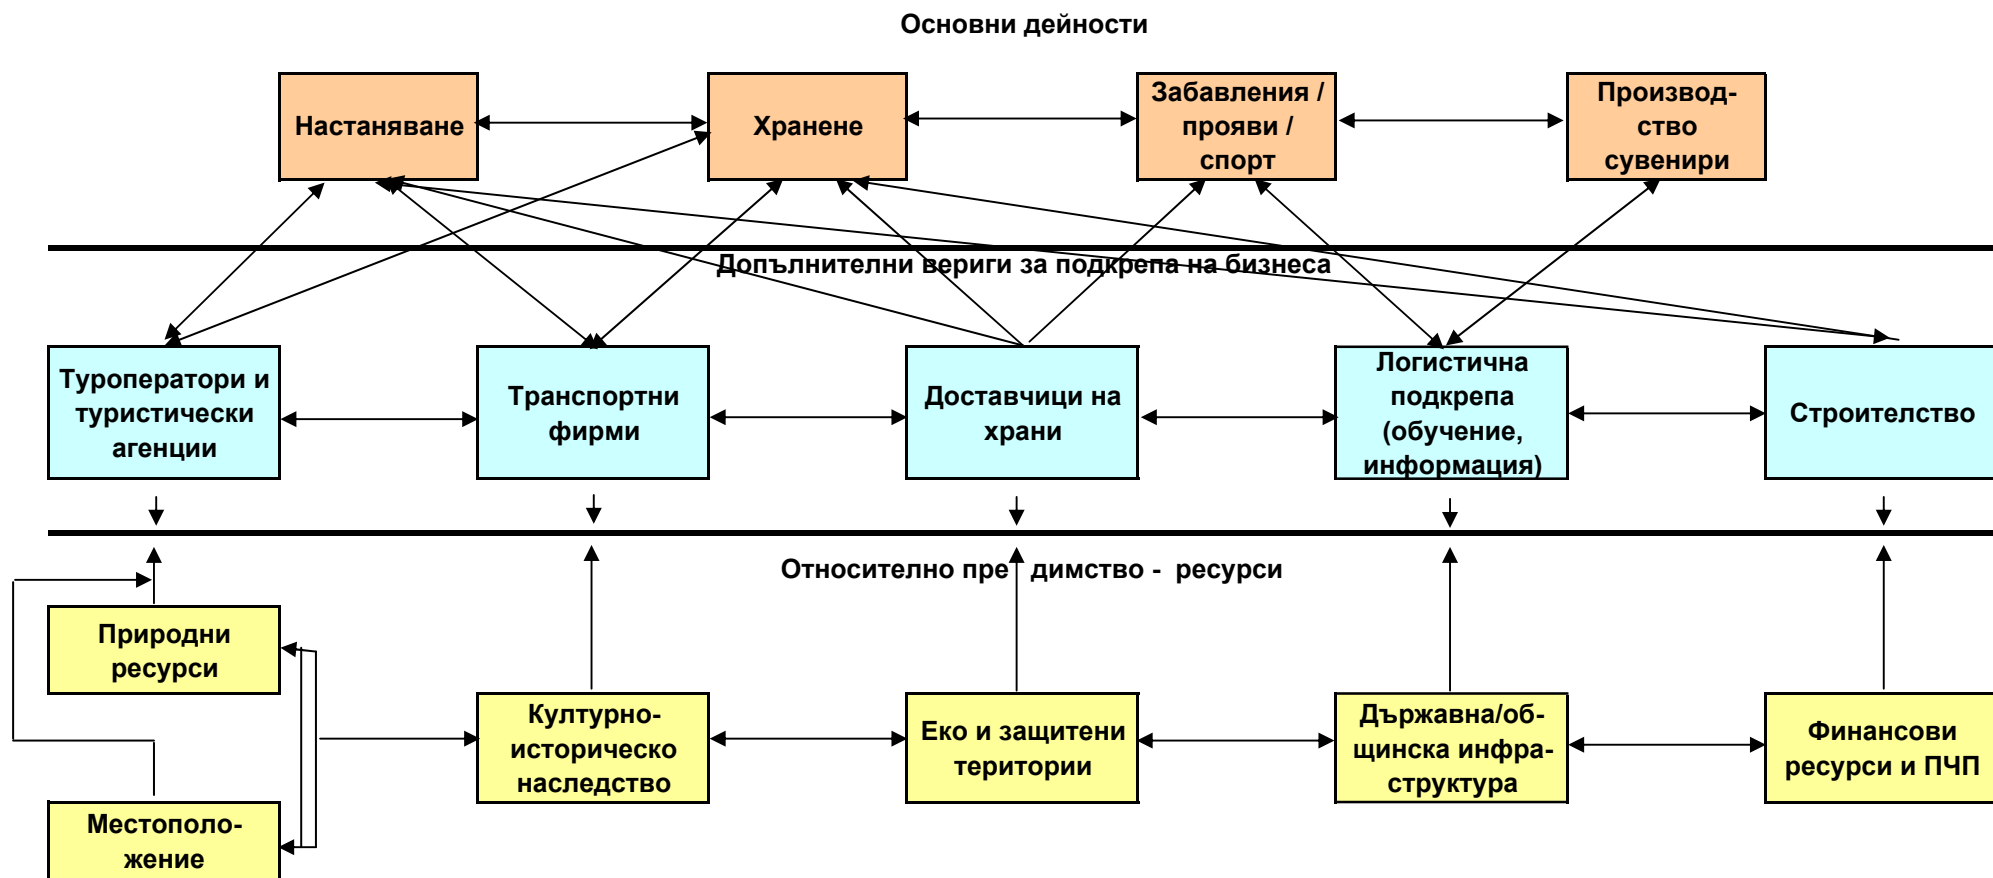 Основни дейности
Настаняване
Хранене
Забавления /
прояви /
спорт
Производ-
ство
сувенири
Допълнителни вериги за подкрепа на бизнеса
Туроператори и
туристически
агенции
Транспортни
фирми
Доставчици на
храни
Логистична
подкрепа
(обучение,
информация)
Строителство
Относително пре димство - ресурси
Природни
ресурси
Културно-
историческо
наследство
Еко и защитени
територии
Държавна/об-
щинска инфра-
структура
Финансови
ресурси и ПЧП
Местополо-
жение